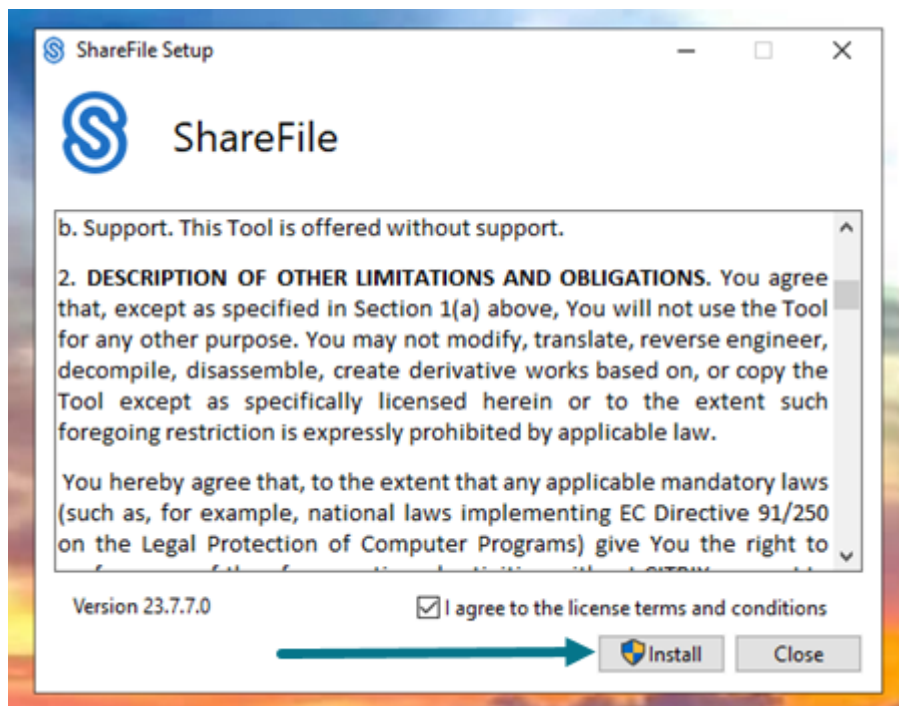 ShareFile Setup
ShareFile
b. Support. This Tool is offered without support.
2. DESCRIPTION OF OTHER LIMITATIONS AND OBLIGATIONS. You agree
that, except as specified in Section 1(a) above, You will not use the Tool
for any other purpose. You may not modify, translate, reverse engineer,
decompile, disassemble, create derivative works based on, or copy the
Tool except as specifically licensed herein or to the extent such
foregoing restriction is expressly prohibited by applicable law.
You hereby agree that, to the extent that any applicable mandatory laws
(such as, for example, national laws implementing EC Directive 91/250
on the Legal Protection of Computer Programs) give You the right to
Version 23.7.7.0
I agree to the license terms and conditions
Install
Close